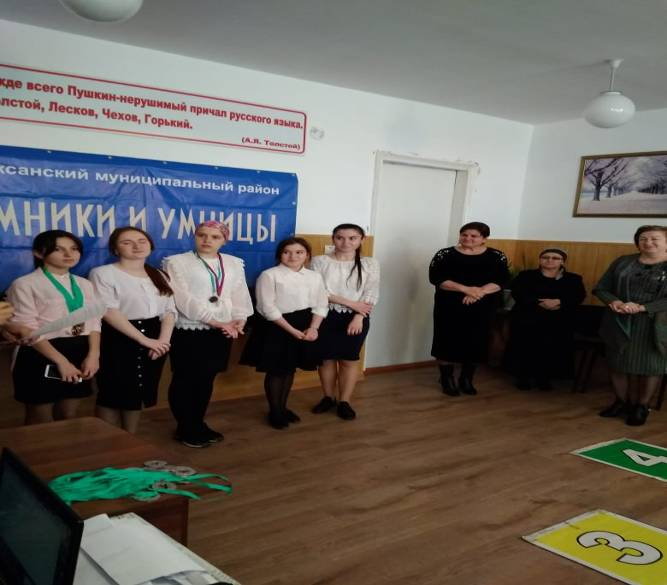 жде всего Пушкин-нерушимый причал русского языка.
лстой, Лесков, Чехов, Горький.
(А.Я. Толстой)
ксанский муниципальный район
МНИКИ И УМНИЦЫ
4
3